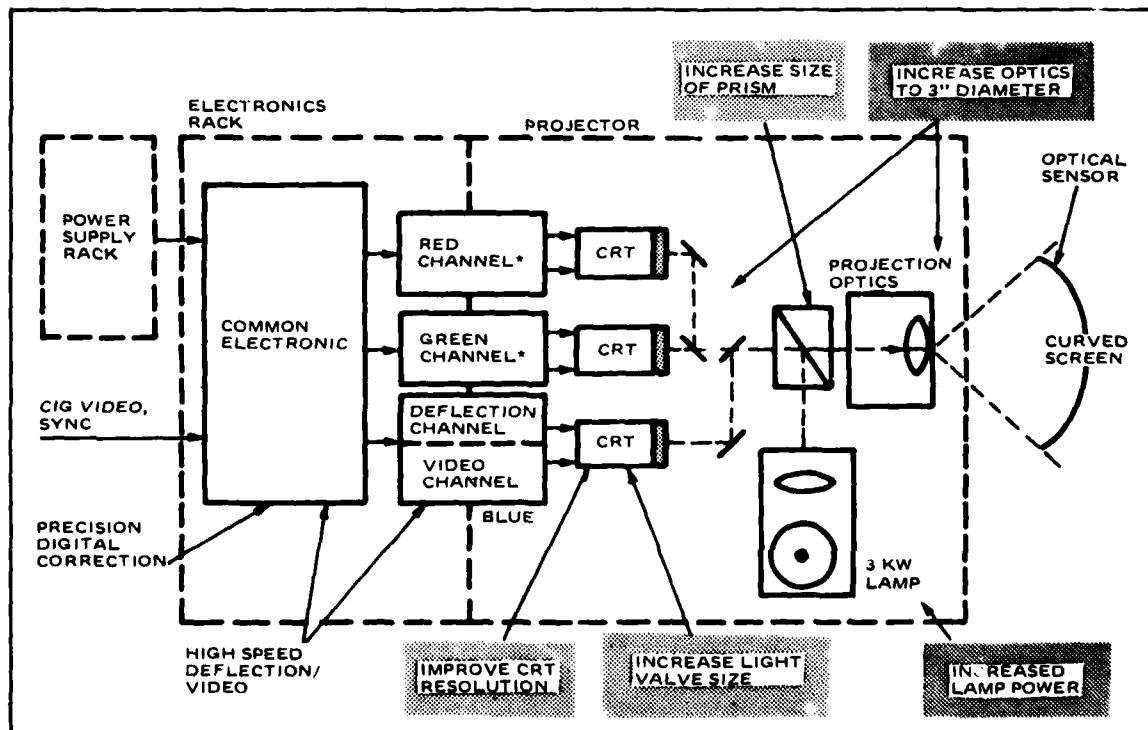 INCREASE SIZE
OF PRISM
INCREASE OPTICS
TO 3" DIAMETER
ELECTRONICS
RACK
PROJECTOR
OPTICAL
SENSOR
POWER
SUPPLY
RACK
RED
CHANNEL*
CRT
PROJECTION
OPTICS
COMMON
ELECTRONIC
GREEN
CHANNEL*
CRT
CURVED
SCREEN
CIG VIDEO,
SYNC
DEFLECTION
CHANNEL
VIDEO
CHANNEL
CRT
BLUE
PRECISION
DIGITAL
CORRECTION
3 KW
LAMP
HIGH SPEED
DEFLECTION/
VIDEO
IMPROVE CRT
RESOLUTION
INCREASE LIGHT
VALVE SIZE
INCREASED
LAMP POWER